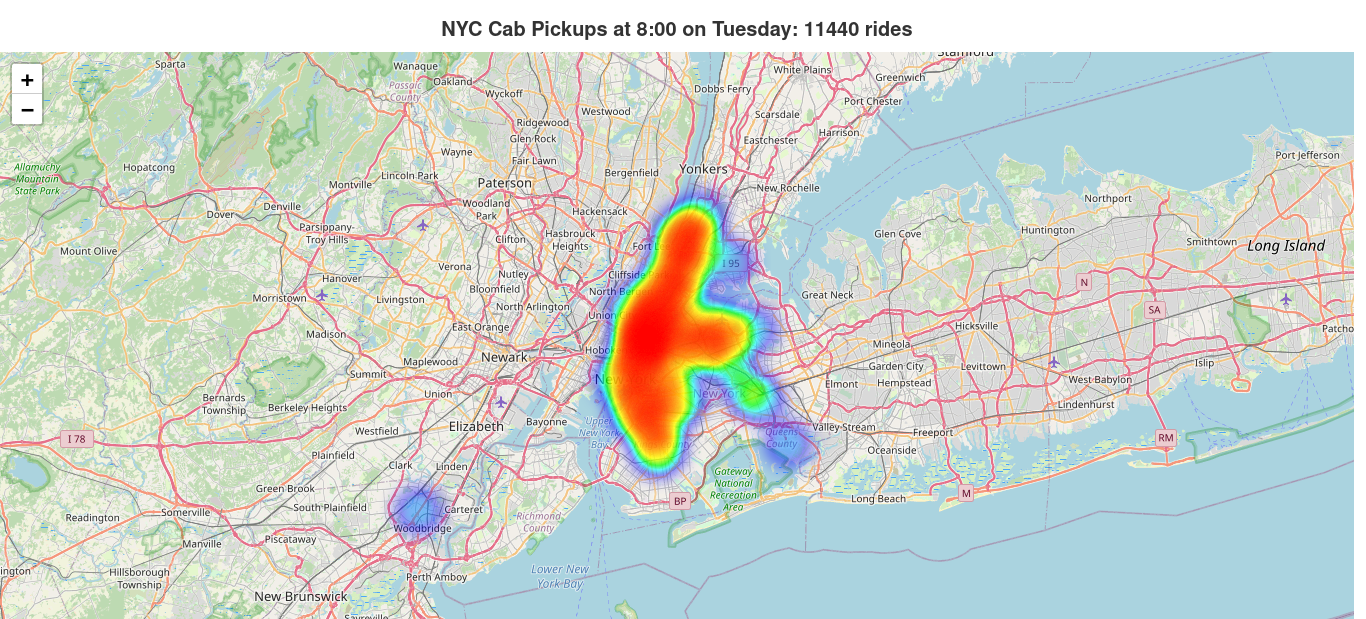 NYC Cab Pickups at 8:00 on Tuesday: 11440 rides
Stamford
+
−
Sparta
Wanaque
Oakland
Passaic
County
Wyckoff
Westwood
Dobbs Ferry
White Plains
Greenwich
Port Chester
Scarsdale
Harrison
Eastchester
Ridgewood
Glen Rock
Fair Lawn
Bergenfield
Yonkers
New Rochelle
Allamuchy
Mountain
State Park
Hopatcong
Wayne
Lincoln Park
Montville
Paterson
Woodland
Park
Hackensack
Port Jefferson
Northport
Dover
Denville
Parsippany-
Troy Hills
Clifton
Hasbrouck
Heights
Fort
Glen Cove
Huntington
Smithtown
Long Island
Mount Olive
Hanover
Verona
Nutley
Bloomfield
Cliffside
I 95
North
Morristown
Livingston
North Arlington
Great Neck
N
SA
Union
Madison
East Orange
Hicksville
Mineola
Patcho
Newark
Maplewood
Summit
Garden City
Levittown
Islip
New York
New York
Elmont
Hempstead
West Babylon
Lindenhurst
Bernards
Township
Berkeley Heights
Union
Elizabeth
Bayonne
Upper
New York
Bay
Valley Stream
Freeport
Queens
County
I 78
Westfield
RM
Plainfield
Clark
Linden
Oceanside
Gateway
National
Recreation
Area
Green Brook
South Plainfield
Carteret
BP
Long Beach
M
Readington
Somerville
Woodbridge
Richmond
County
Manville
Piscataway
ington
Hillsborough
Township
Perth Amboy
Lower New
York Bay
New Brunswick
Sayreville